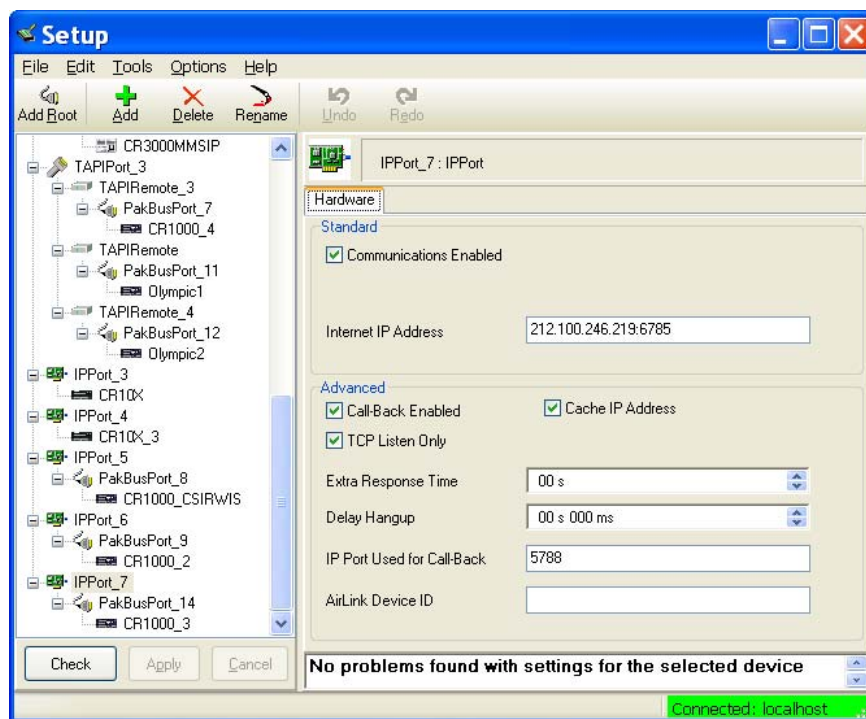 Setup
File Edit Tools Options Help
Add Root Add Delete Rename Undo Redo
CR3000MMSIP
TAPIPort_3
TAPIRemote_3
PakBusPort_7
CR1000_4
TAPIRemote
PakBusPort_11
Olympic1
TAPIRemote_4
PakBusPort_12
Olympic2
IPPort_3
CR10X
IPPort_4
CR10X_3
IPPort_5
PakBusPort_8
CR1000_CSIRWIS
IPPort_6
PakBusPort_9
CR1000_2
IPPort_7
PakBusPort_14
CR1000_3
Check Apply Cancel
IPPort_7 : IPPort
Hardware
Standard
Communications Enabled
Internet IP Address 212.100.246.219:6785
Advanced
Call-Back Enabled Cache IP Address
TCP Listen Only
Extra Response Time 00 s
Delay Hangup 00 s 000 ms
IP Port Used for Call-Back 5788
AirLink Device ID
No problems found with settings for the selected device
Connected: localhost